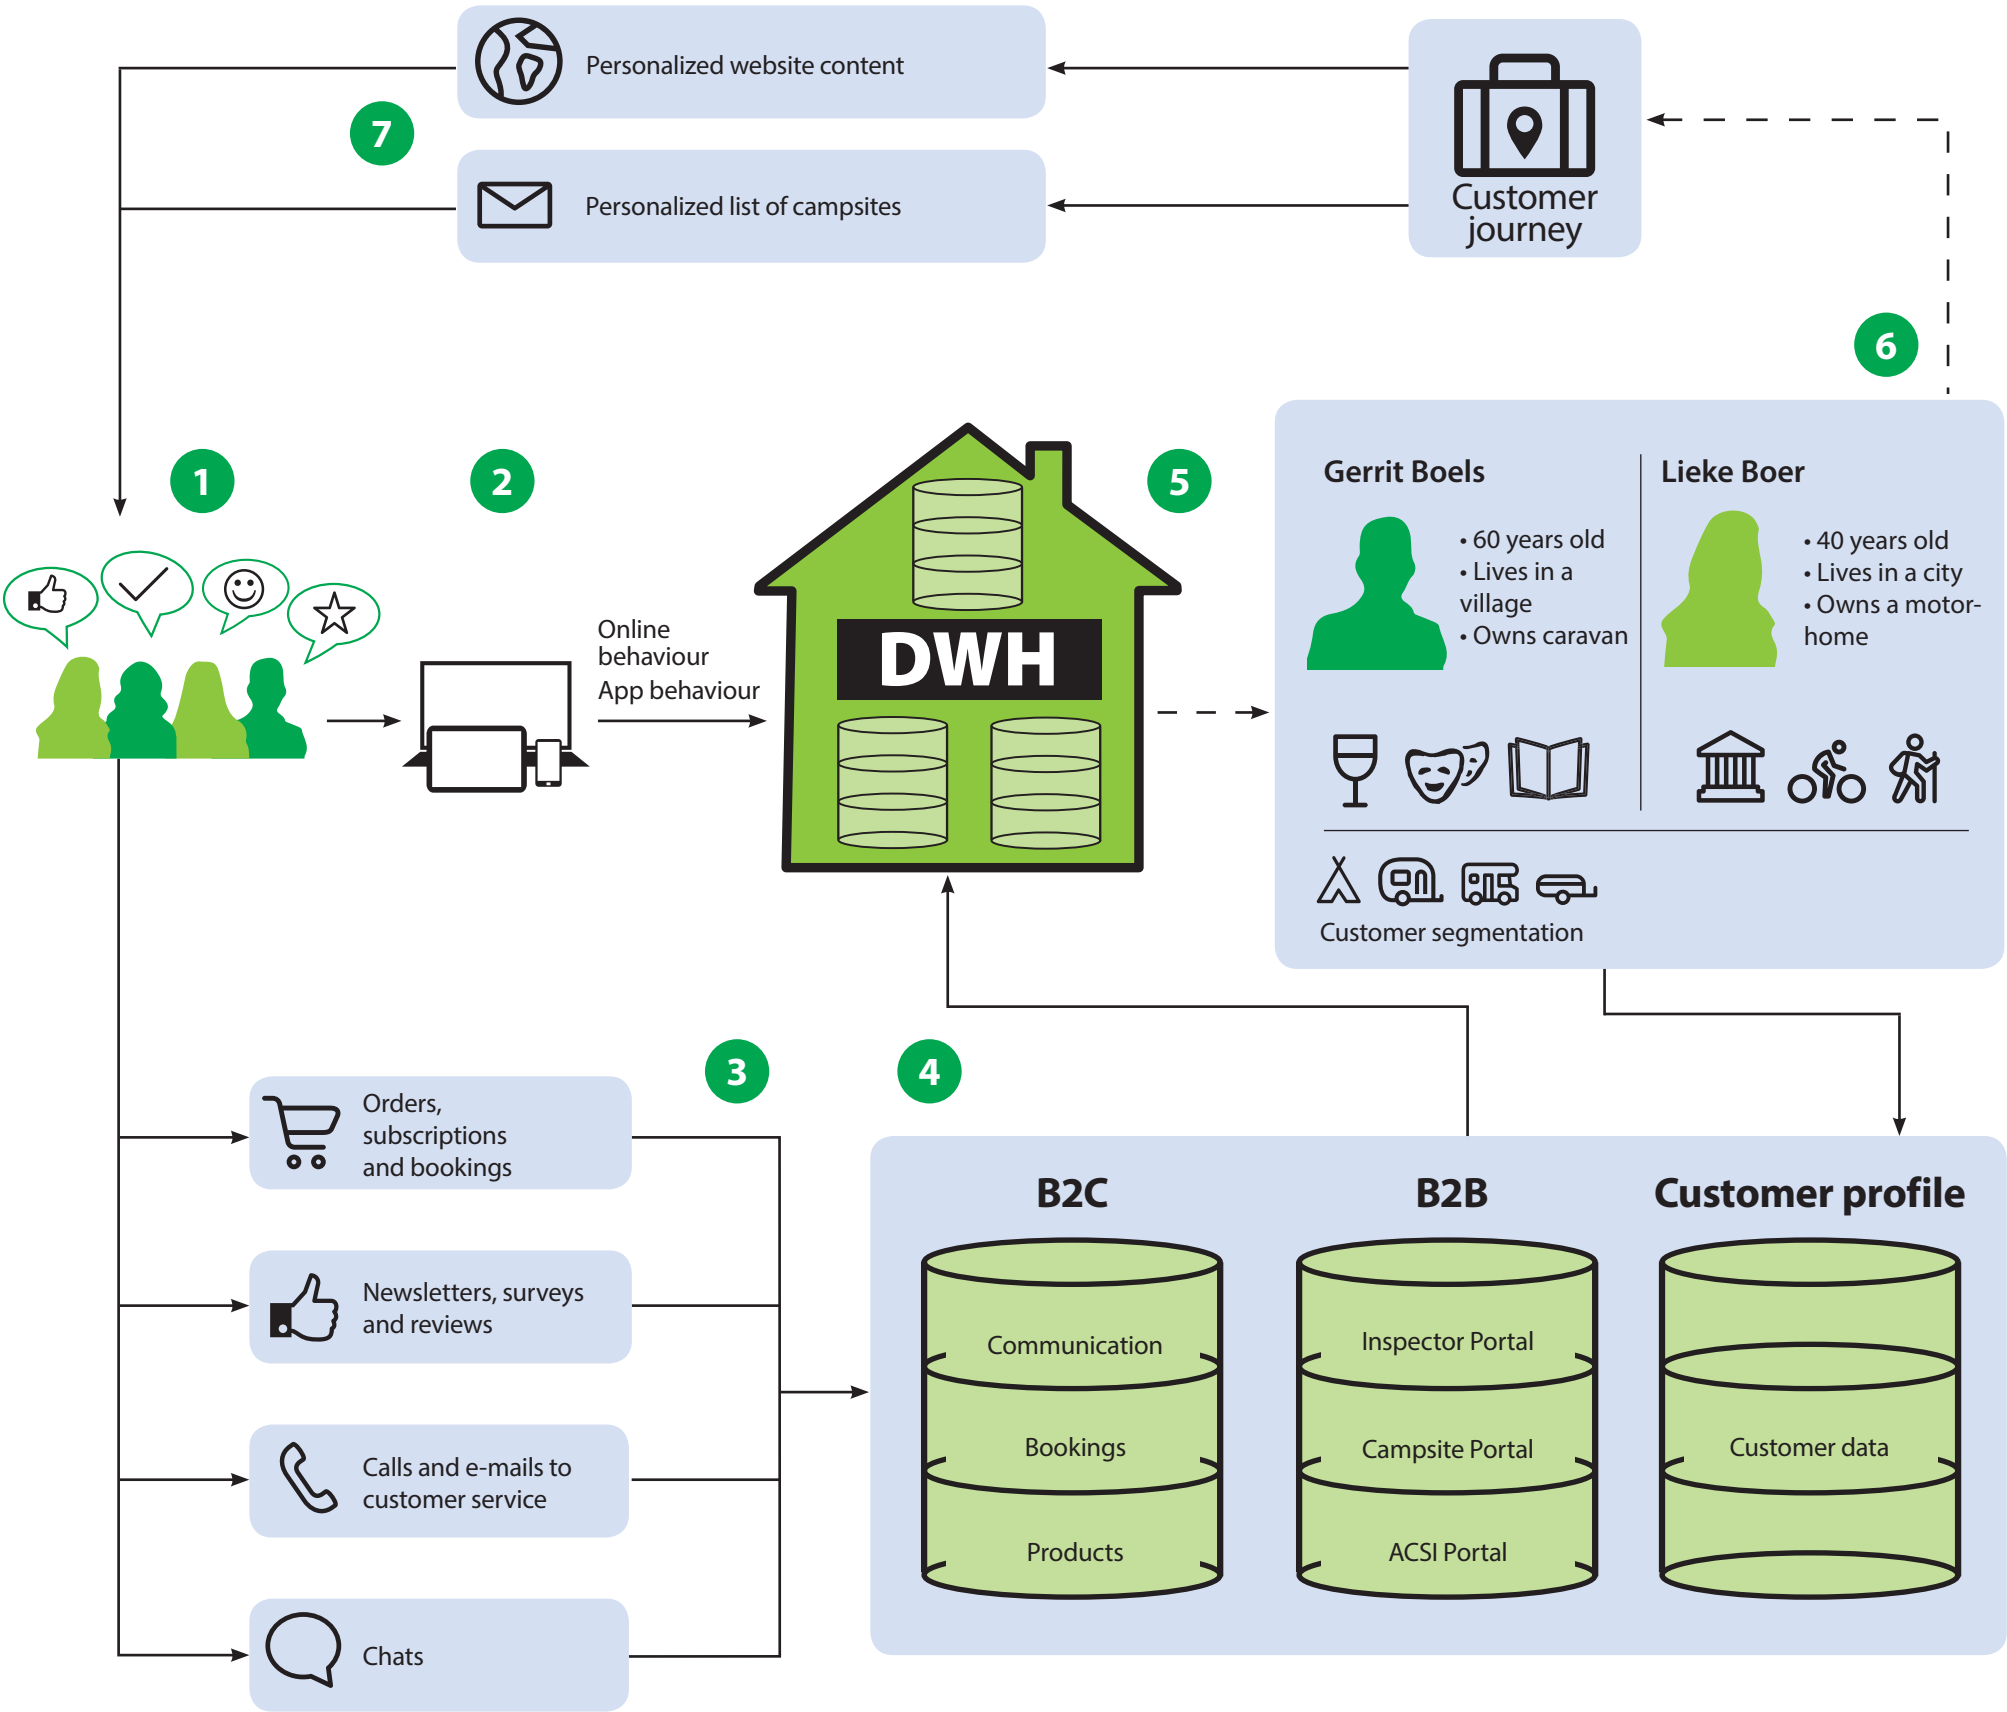 Personalized website content
7
Personalized list of campsites
Customer
journey
6
1
2
5
Online
behaviour
App behaviour
DWH
Gerrit Boels
• 60 years old
• Lives in a
village
• Owns caravan
Lieke Boer
• 40 years old
• Lives in a city
• Owns a motor-
home
Customer segmentation
3
4
Orders,
subscriptions
and bookings
Newsletters, surveys
and reviews
Calls and e-mails to
customer service
Chats
B2C
Communication
Bookings
Products
B2B
Inspector Portal
Campsite Portal
ACSI Portal
Customer profile
Customer data